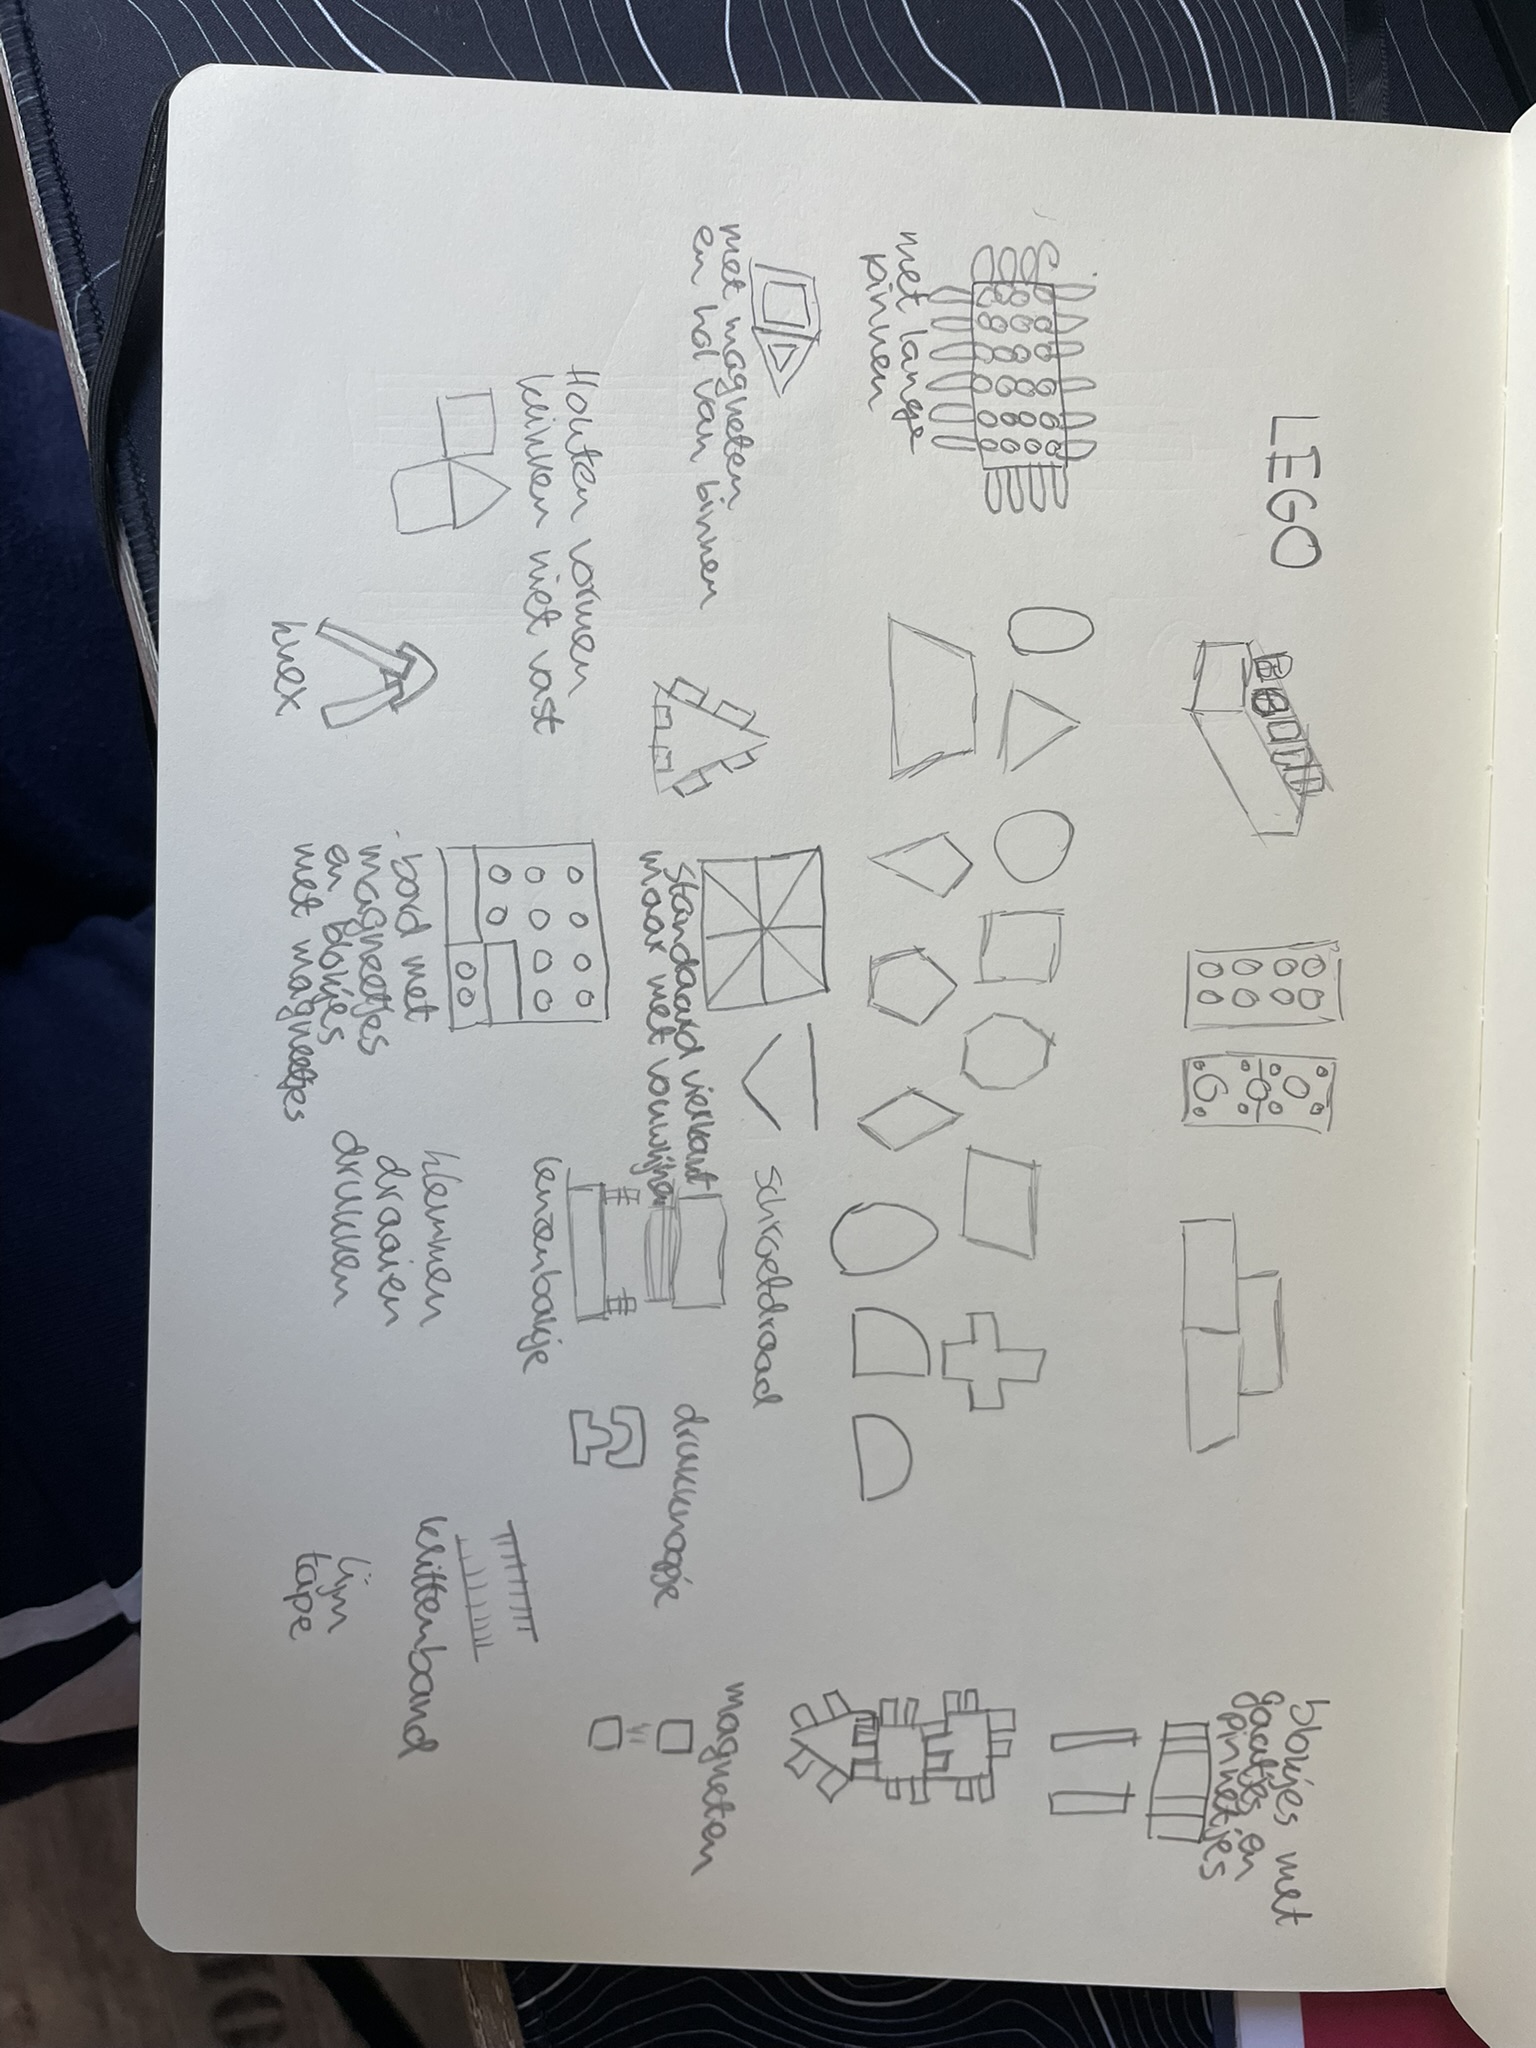 LEGO
blokjes met
gaatjes en
pinnetjes
met lange
pinnen
met magneten
en hol van binnen
standaard vierkant
maar met vouwlijnen
schroefdraad
lenzenbakje
drukknopje
magneten
Houten vormen
klikken niet vast
knex
bord met
magneetjes
en blokjes
met magneetjes
klemmen
draaien
drukken
klittenband
lijm
tape